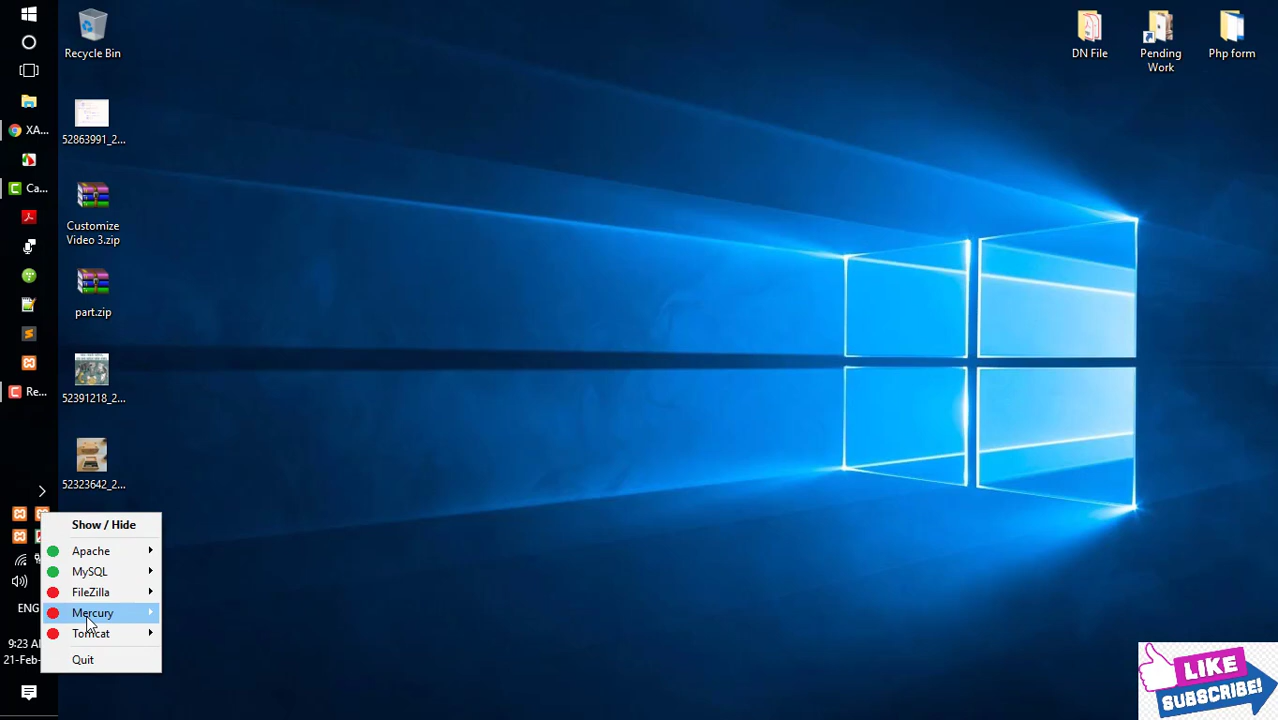 Recycle Bin
DN File
Pending
Work
Php form
52863991_2...
XA...
Ca...
Customize
Video 3.zip
part.zip
52391218_2...
Re...
52323642_2...
Show / Hide
Apache
MySQL
FileZilla
Mercury
Tomcat
Quit
ENG
9:23 A
21-Feb-
LIKE
SUBSCRIBE!